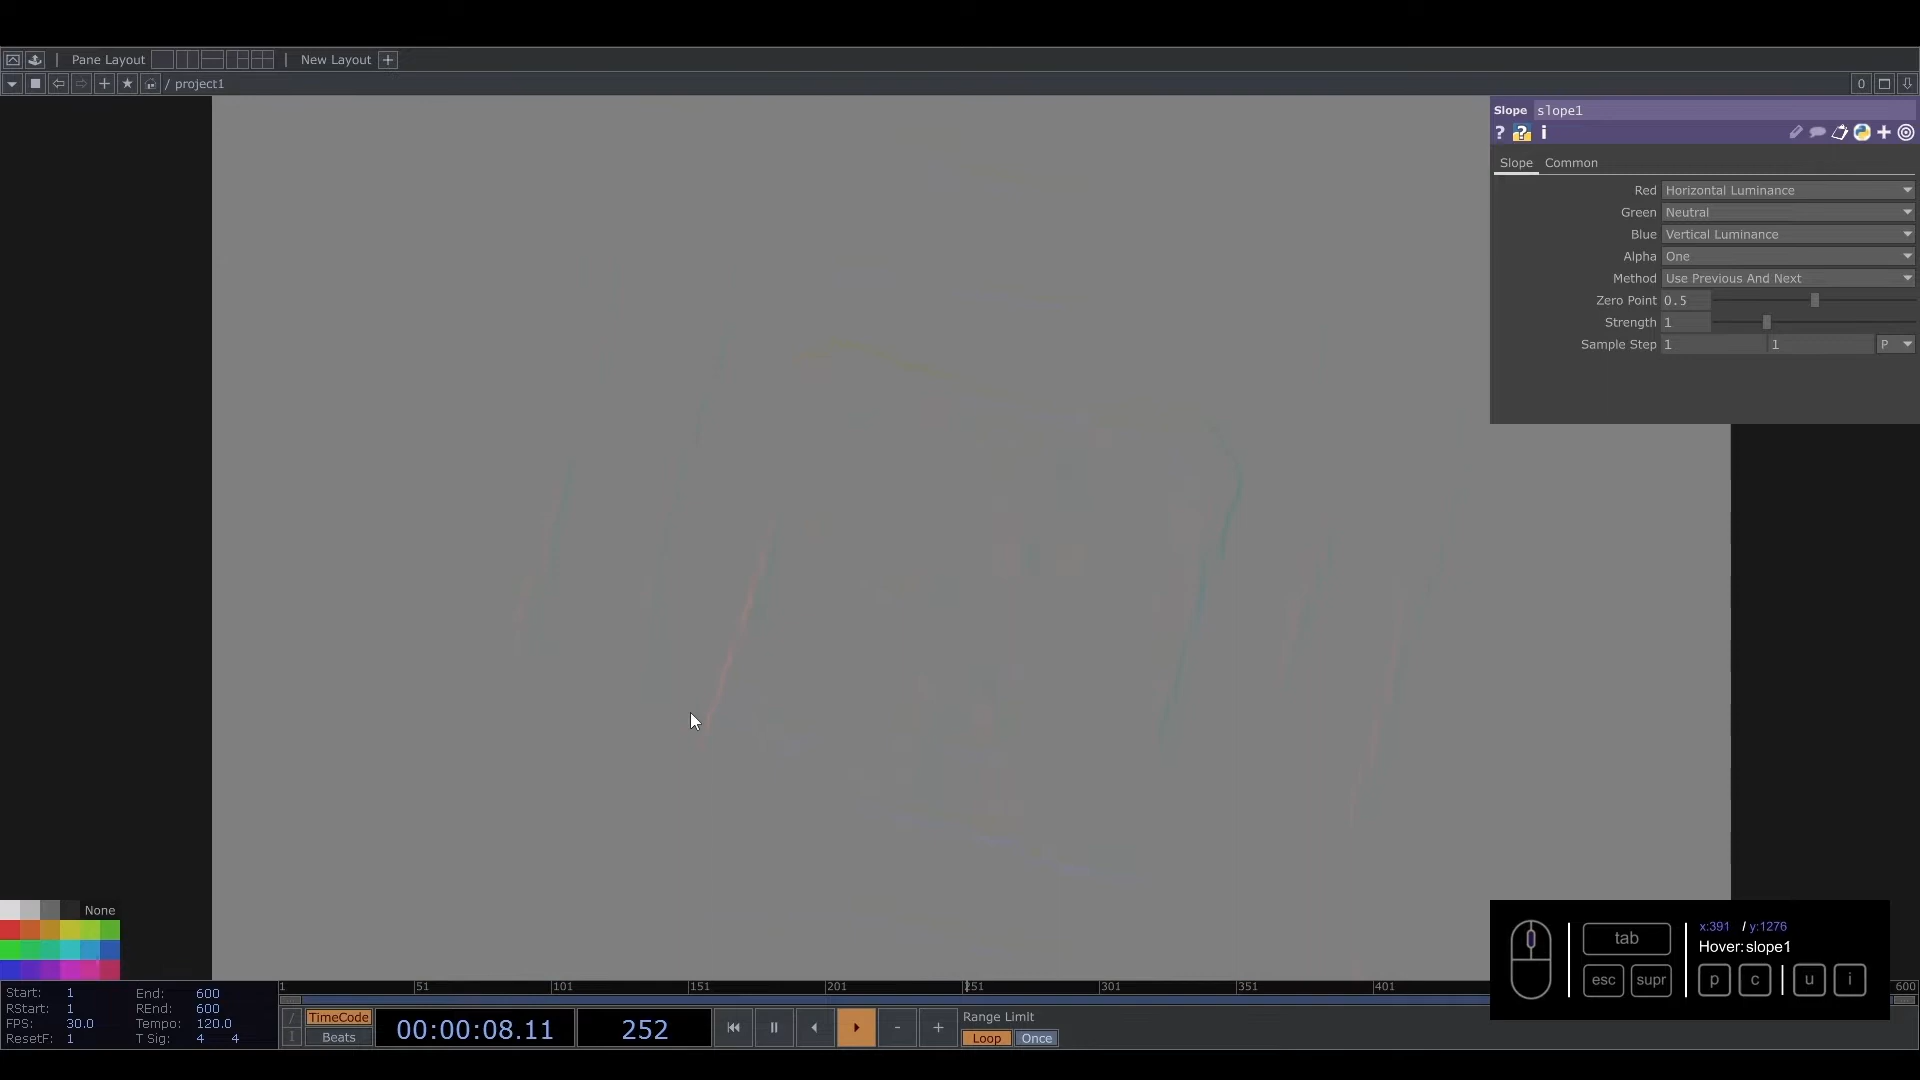 Pane Layout | New Layout +
/ project1 0
Slope slope1
? ? i
Slope Common
Red Horizontal Luminance
Green Neutral
Blue Vertical Luminance
Alpha One
Method Use Previous And Next
Zero Point 0.5
Strength 1
Sample Step 1 1 P
None
tab
esc supr
x:391 / y:1276
Hover: slope1
p c u i
1 51 101 151 201 251 301 351 401 600
Start: 1 End: 600
RStart: 1 REnd: 600
FPS: 30.0 Tempo: 120.0
ResetF: 1 T Sig: 4 4
/ TimeCode
I Beats
00:00:08.11 252
- +
Range Limit
Loop Once